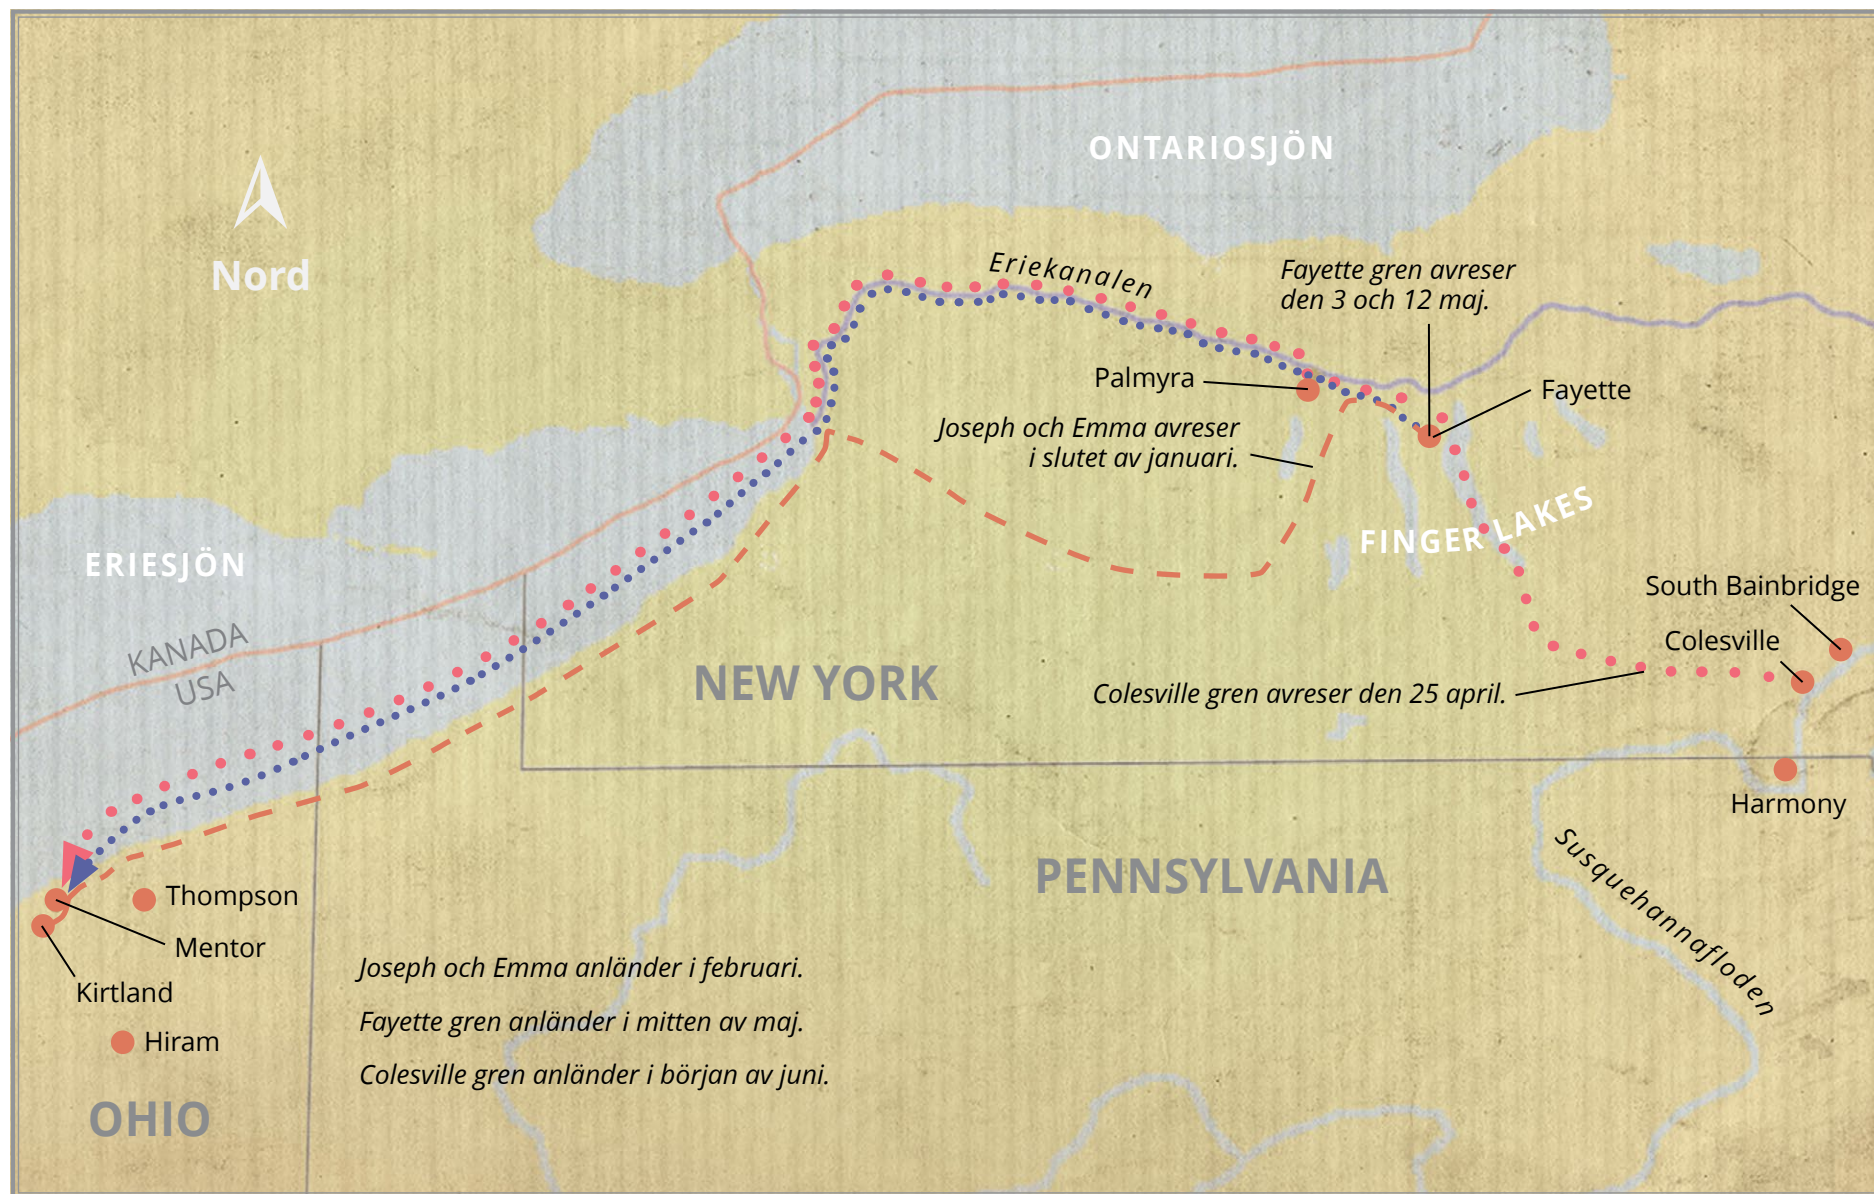 ONTARIOSJÖN
Nord
Eriekanalen
Fayette gren avreser
den 3 och 12 maj.
Palmyra
Fayette
Joseph och Emma avreser
i slutet av januari.
FINGER LAKES
ERIESJÖN
KANADA
USA
South Bainbridge
Colesville
NEW YORK
Colesville gren avreser den 25 april.
Harmony
PENNSYLVANIA
Susquehannafloden
Thompson
Mentor
Kirtland
Hiram
Joseph och Emma anländer i februari.
Fayette gren anländer i mitten av maj.
Colesville gren anländer i början av juni.
OHIO